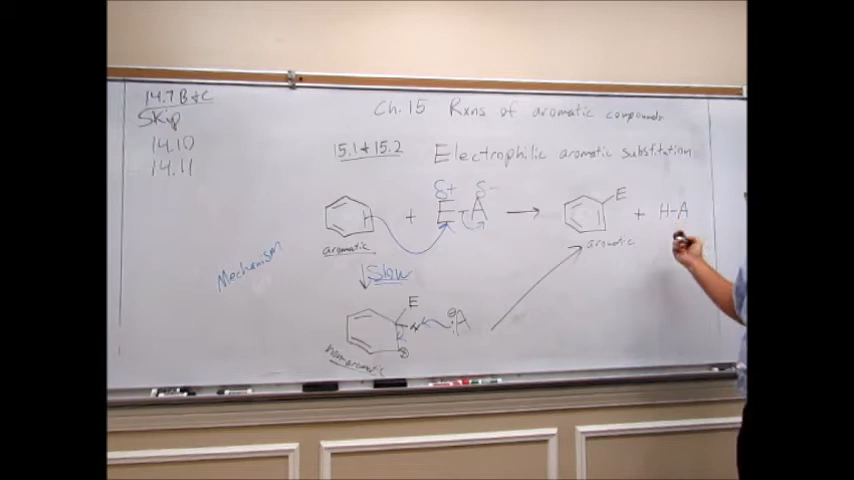 14.7 B & C
Skip
14.10
14.11
Ch. 15 Rxns of aromatic compounds
15.1 & 15.2 Electrophilic aromatic substitution
δ+ δ-
H + E-A → E + H-A
aromatic
aromatic
Mechanism
↓ Slow
E
H :A ⊖
⊕
nonaromatic